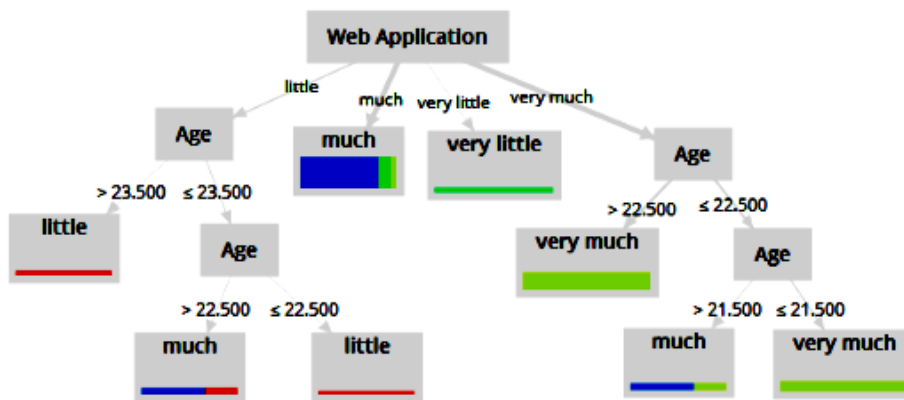 Web Application
little
much
very little
very much
Age
much
very little
Age
> 23.500
≤ 23.500
> 22.500
≤ 22.500
little
Age
very much
Age
> 22.500
≤ 22.500
> 21.500
≤ 21.500
much
little
much
very much